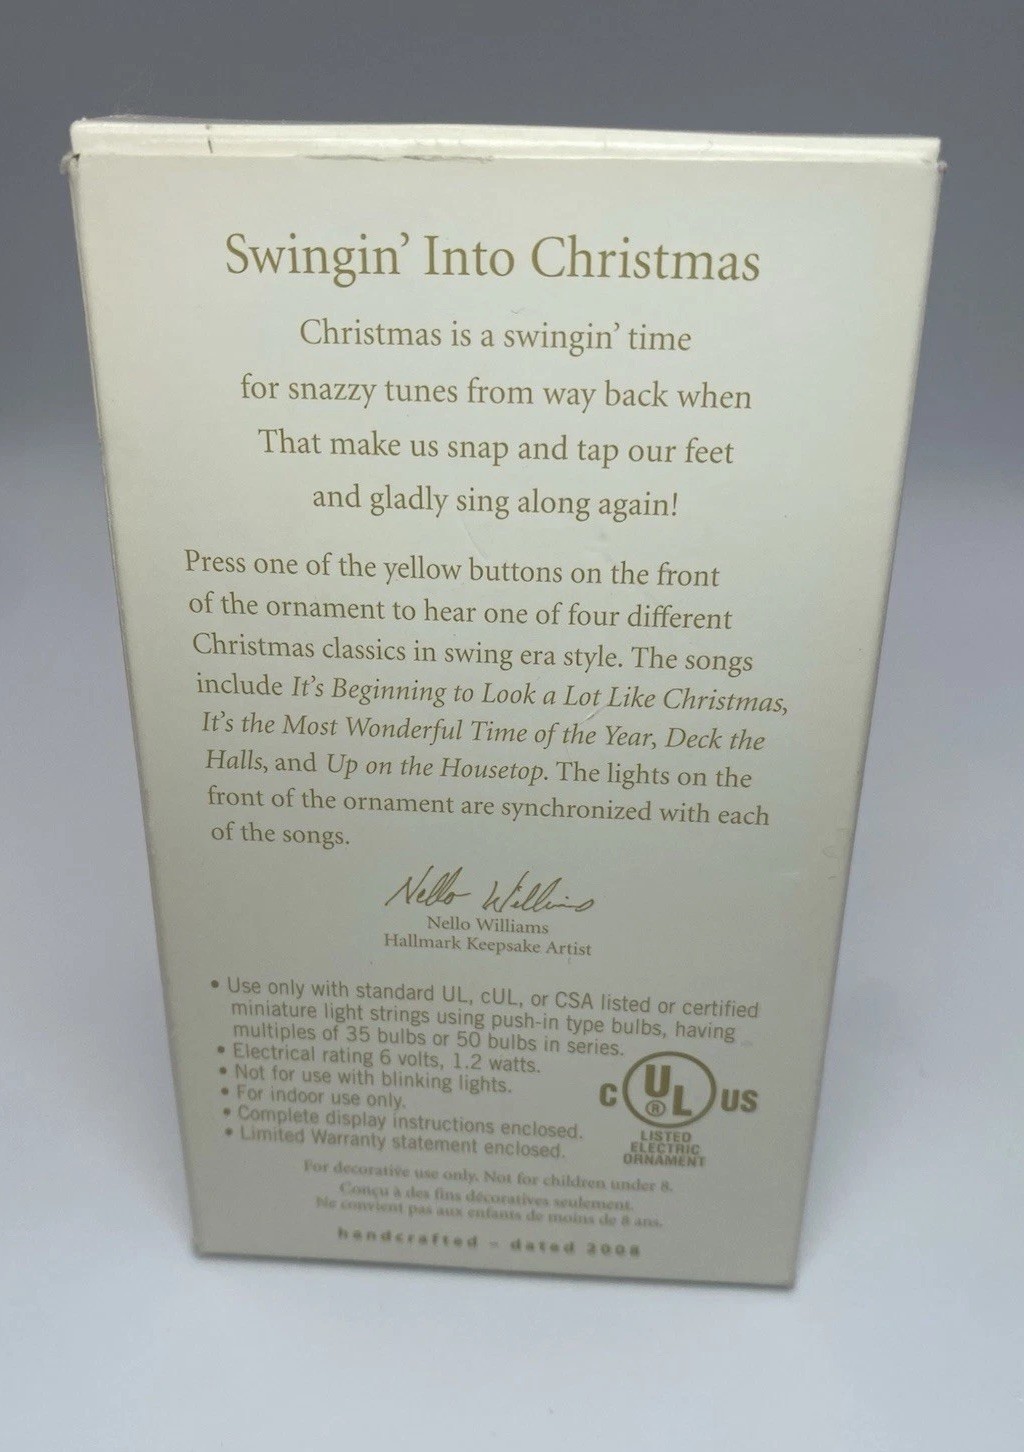 Swingin’ Into Christmas
Christmas is a swingin’ time
for snazzy tunes from way back when
That make us snap and tap our feet
and gladly sing along again!
Press one of the yellow buttons on the front
of the ornament to hear one of four different
Christmas classics in swing era style. The songs
include It’s Beginning to Look a Lot Like Christmas,
It’s the Most Wonderful Time of the Year, Deck the
Halls, and Up on the Housetop. The lights on the
front of the ornament are synchronized with each
of the songs.
Nello Williams
Nello Williams
Hallmark Keepsake Artist
• Use only with standard UL, cUL, or CSA listed or certified
miniature light strings using push-in type bulbs, having
multiples of 35 bulbs or 50 bulbs in series.
• Electrical rating 6 volts, 1.2 watts.
• Not for use with blinking lights.
• For indoor use only.
• Complete display instructions enclosed.
• Limited Warranty statement enclosed.
C UL ® US
LISTED
ELECTRIC
ORNAMENT
For decorative use only. Not for children under 8.
Conçu à des fins décoratives seulement.
Ne convient pas aux enfants de moins de 8 ans.
handcrafted – dated 2008